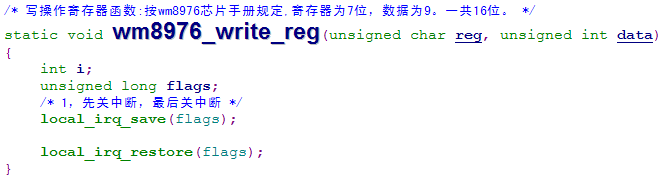 /* 写操作寄存器函数:按wm8976芯片手册规定,寄存器为7位，数据为9。一共16位。 */
static void wm8976_write_reg(unsigned char reg, unsigned int data)
{
int i;
unsigned long flags;
/* 1，先关中断，最后关中断 */
local_irq_save(flags);
local_irq_restore(flags);
}